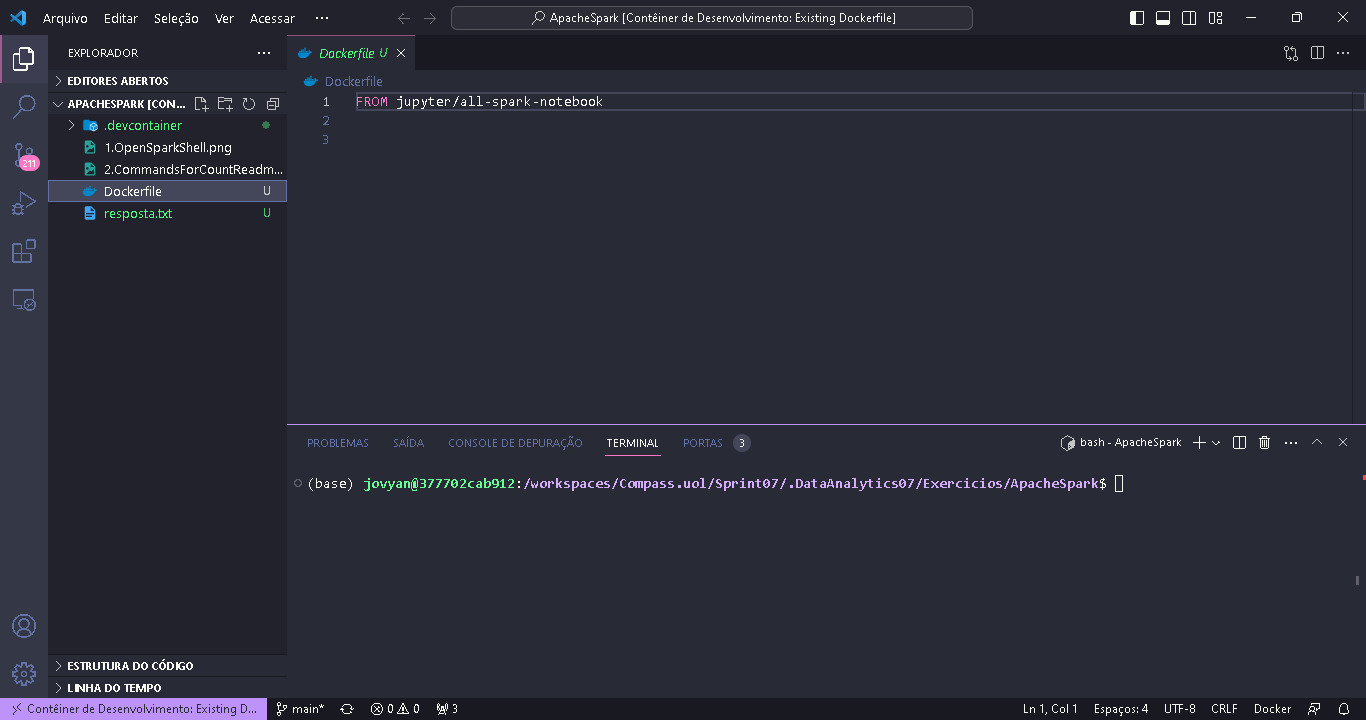 Arquivo Editar Seleção Ver Acessar ···
ApacheSpark [Contêiner de Desenvolvimento: Existing Dockerfile]
EXPLORADOR ···
EDITORES ABERTOS
APACHESPARK [CON...
.devcontainer
1.OpenSparkShell.png
2.CommandsForCountReadm...
Dockerfile U
resposta.txt U
211
ESTRUTURA DO CÓDIGO
LINHA DO TEMPO
Dockerfile U
Dockerfile
1 FROM jupyter/all-spark-notebook
2
3
PROBLEMAS SAÍDA CONSOLE DE DEPURAÇÃO TERMINAL PORTAS 3
bash - ApacheSpark
(base) jovyan@377702cab912:/workspaces/Compass.uol/Sprint07/.DataAnalytics07/Exercicios/ApacheSpark$
Contêiner de Desenvolvimento: Existing D... main* 0 0 3 Ln 1, Col 1 Espaços: 4 UTF-8 CRLF Docker